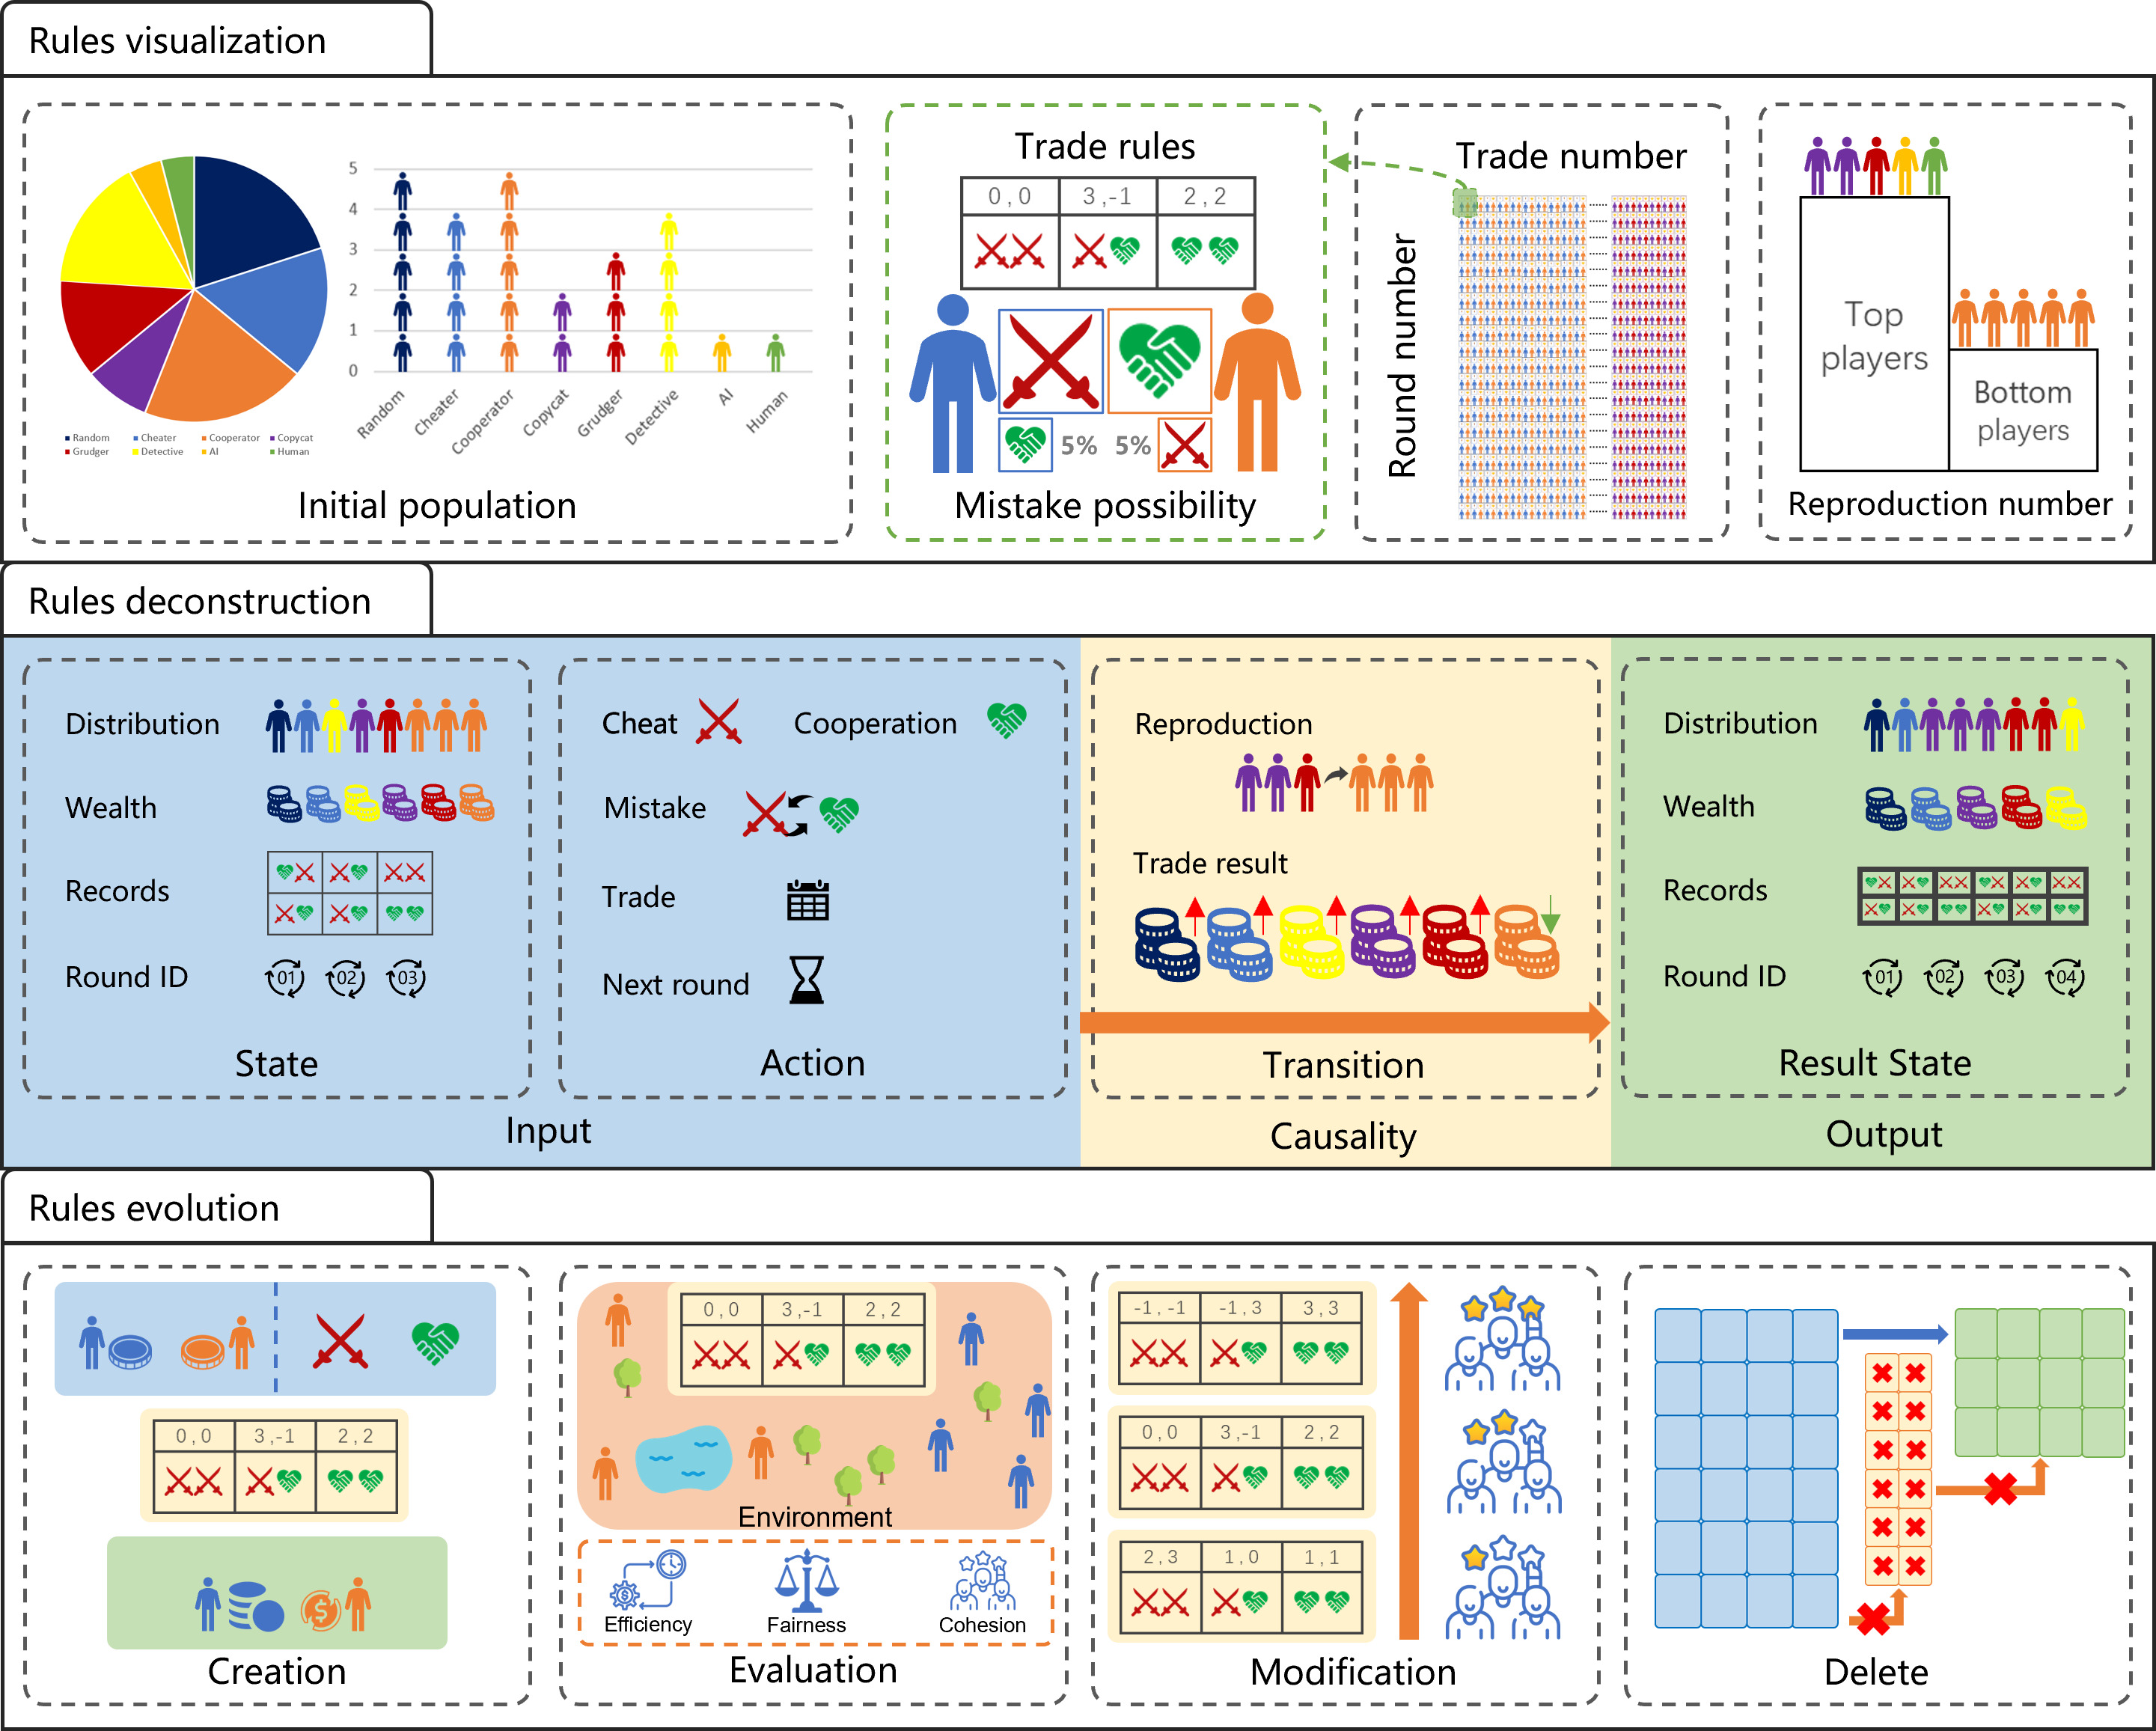 Rules visualization
5
4
3
2
1
0
Random
Cheater
Cooperator
Copycat
Grudger
Detective
AI
Human
Random Cheater Cooperator Copycat
Grudger Detective AI Human
Initial population
Trade rules
0 , 0 3 ,-1 2 , 2
5% 5%
Mistake possibility
Trade number
Round number
Top
players
Bottom
players
Reproduction number
Rules deconstruction
Distribution
Wealth
Records
Round ID 01 02 03
State
Cheat Cooperation
Mistake
Trade
Next round
Action
Input
Reproduction
Trade result
Transition
Causality
Distribution
Wealth
Records
Round ID 01 02 03 04
Result State
Output
Rules evolution
0 , 0 3 ,-1 2 , 2
Creation
0 , 0 3 ,-1 2 , 2
Environment
Efficiency Fairness Cohesion
Evaluation
-1 , -1 -1 , 3 3 , 3
0 , 0 3 ,-1 2 , 2
2 , 3 1 , 0 1 , 1
Modification
Delete